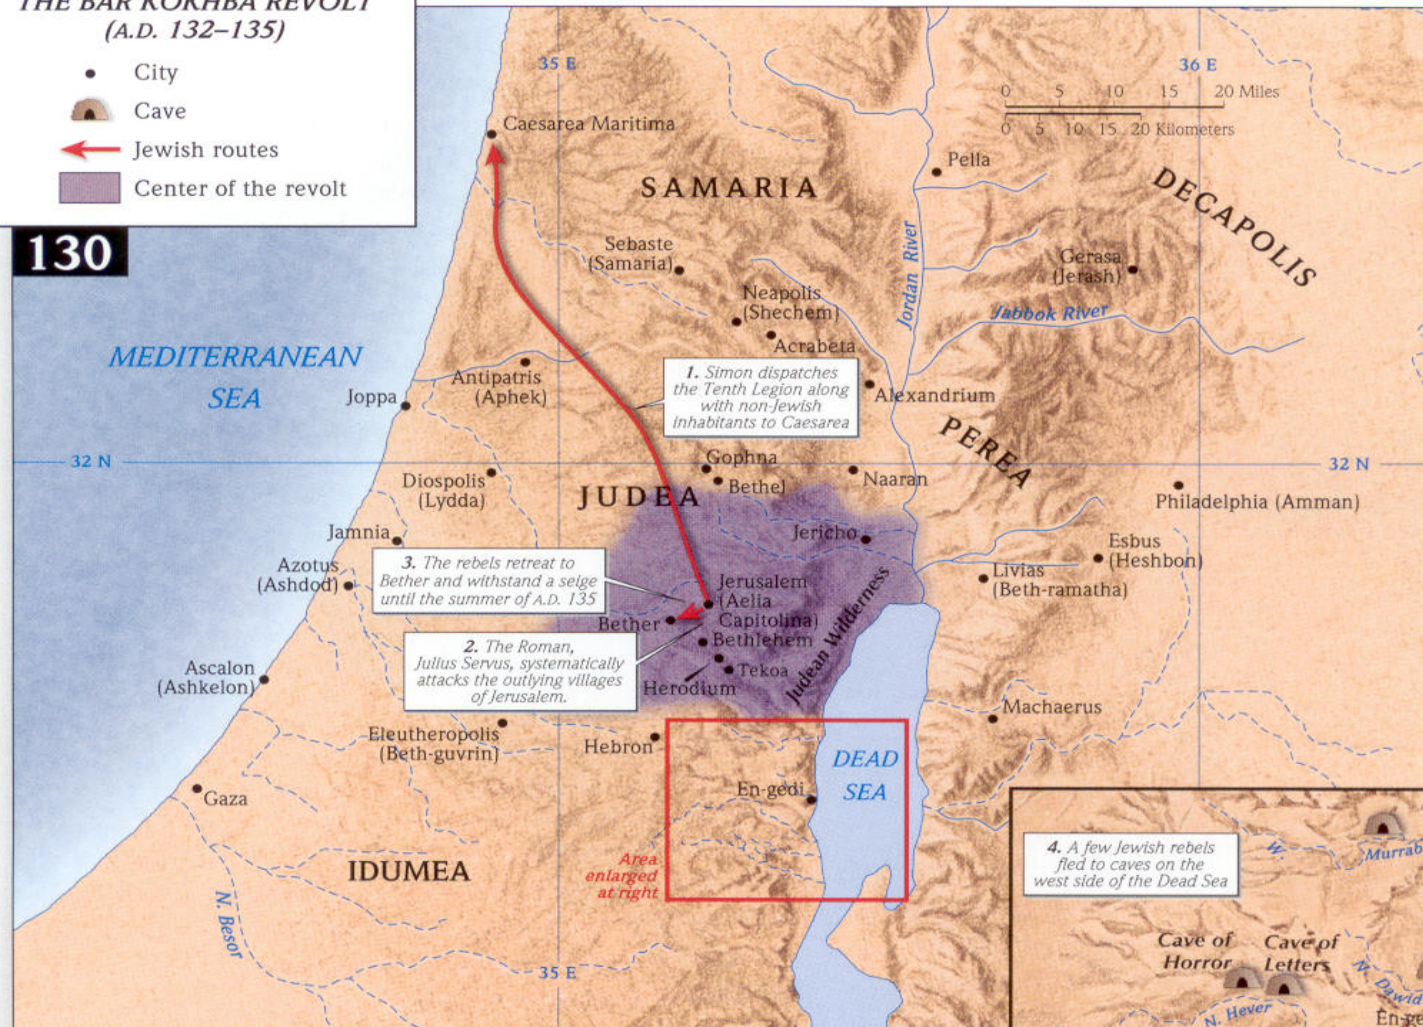 THE BAR KOKHBA REVOLT
(A.D. 132–135)
City
Cave
Jewish routes
Center of the revolt
130
35 E
36 E
0 5 10 15 20 Miles
0 5 10 15 20 Kilometers
Caesarea Maritima
SAMARIA
Pella
DECAPOLIS
Sebaste
(Samaria)
Jordan River
Gerasa
(Jerash)
Neapolis
(Shechem)
Jabbok River
Acrabeta
MEDITERRANEAN
SEA
Antipatris
(Aphek)
Joppa
1. Simon dispatches
the Tenth Legion along
with non-Jewish
inhabitants to Caesarea
Alexandrium
PEREA
32 N
32 N
Gophna
Bethel
Naaran
Diospolis
(Lydda)
JUDEA
Philadelphia (Amman)
Jamnia
Jericho
Esbus
(Heshbon)
Azotus
(Ashdod)
3. The rebels retreat to
Bether and withstand a seige
until the summer of A.D. 135
Livias
(Beth-ramatha)
Jerusalem
(Aelia
Capitolina)
Bether
Bethlehem
Judean Wilderness
2. The Roman,
Julius Servus, systematically
attacks the outlying villages
of Jerusalem.
Tekoa
Herodium
Ascalon
(Ashkelon)
Machaerus
Eleutheropolis
(Beth-guvrin)
Hebron
DEAD
SEA
En-gedi
Gaza
IDUMEA
Area
enlarged
at right
N. Besor
35 E
4. A few Jewish rebels
fled to caves on the
west side of the Dead Sea
W.
Murrab
Cave of
Horror
Cave of
Letters
N. Dawid
N. Hever
En-ge